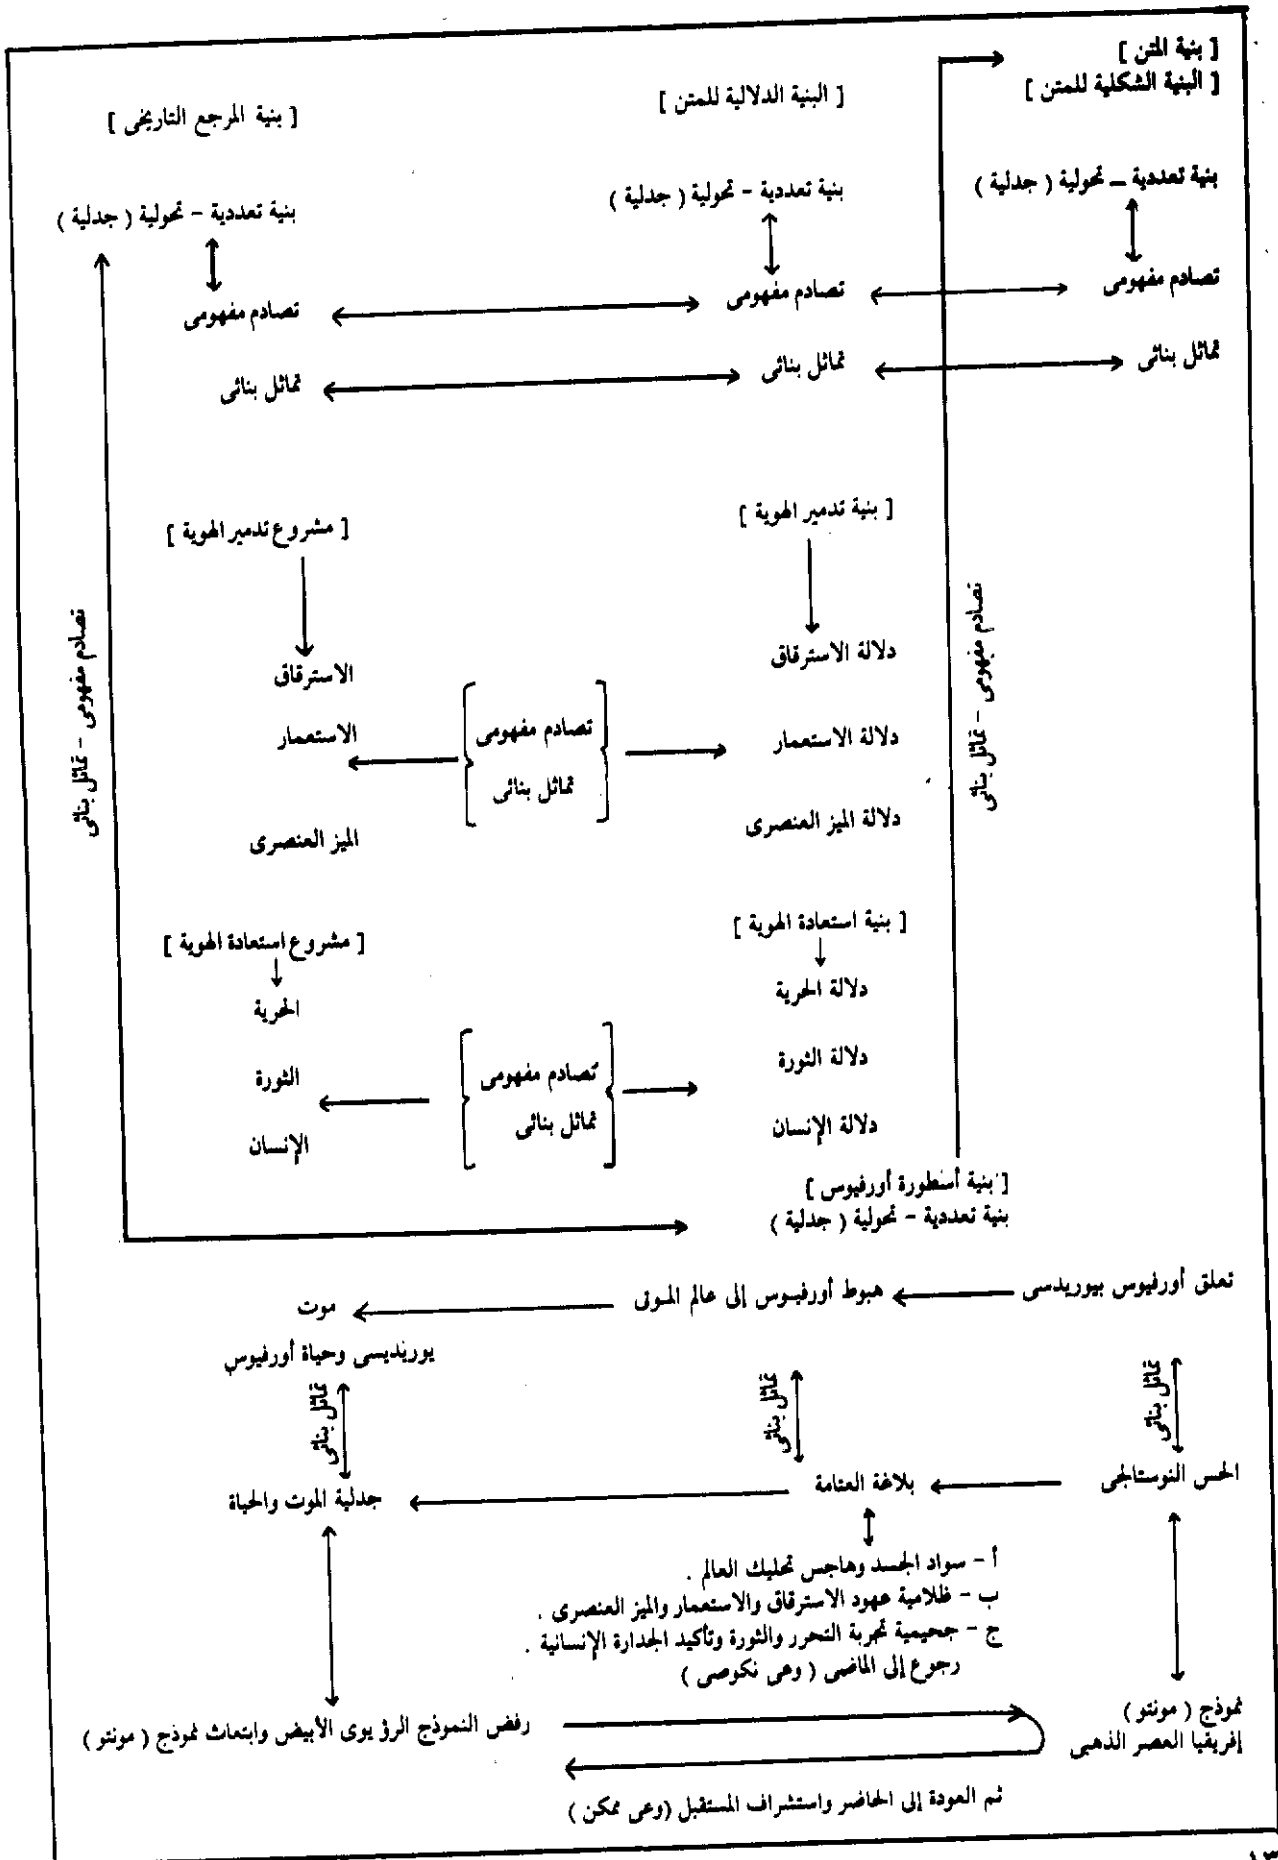 [ بنية المتن ]
[ البنية الشكلية للمتن ]
[ البنية الدلالية للمتن ]
[ بنية المرجع التاريخى ]
بنية تعددية – تحولية ( جدلية )
بنية تعددية – تحولية ( جدلية )
بنية تعددية – تحولية ( جدلية )
تصادم مفهومى
تصادم مفهومى
تصادم مفهومى
تماثل بنائى
تماثل بنائى
تماثل بنائى
تصادم مفهومى – تماثل بنائى
[ بنية تدمير الهوية ]
[ مشروع تدمير الهوية ]
دلالة الاسترقاق
الاسترقاق
دلالة الاستعمار
تصادم مفهومى
تماثل بنائى
الاستعمار
دلالة الميز العنصرى
الميز العنصرى
تصادم مفهومى – تماثل بنائى
[ بنية استعادة الهوية ]
[ مشروع استعادة الهوية ]
دلالة الحرية
الحرية
دلالة الثورة
تصادم مفهومى
تماثل بنائى
الثورة
دلالة الإنسان
الإنسان
[ بنية أسطورة أورفيوس ]
بنية تعددية – تحولية ( جدلية )
تعلق أورفيوس بيوريدسى
هبوط أورفيوس إلى عالم الموتى
موت
يوريديسى وحياة أورفيوس
تماثل بنائى
تماثل بنائى
تماثل بنائى
الحس النوستالجى
بلاغة العتامة
جدلية الموت والحياة
أ – سواد الجسد وهاجس تحليك العالم .
ب – ظلامية عهود الاسترقاق والاستعمار والميز العنصرى .
ج – جحيمية تجربة التحرر والثورة وتأكيد الجدارة الإنسانية .
رجوع إلى الماضى ( وعى نكوصى )
نموذج ( مونتو )
إفريقيا العصر الذهبى
رفض النموذج الرؤ يوى الأبيض وابتعاث نموذج ( مونتو )
ثم العودة إلى الحاضر واستشراف المستقبل (وعى ممكن )